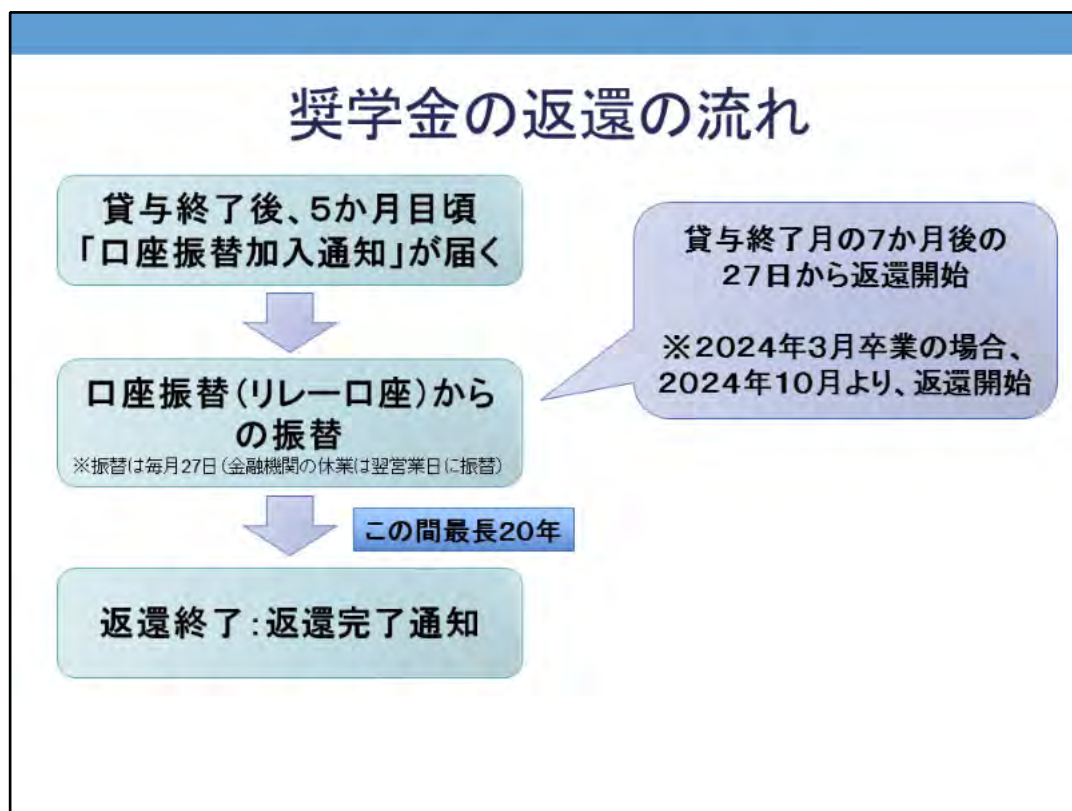 奨学金の返還の流れ
貸与終了後、5か月目頃
「口座振替加入通知」が届く
貸与終了月の7か月後の
27日から返還開始
※2024年3月卒業の場合、
2024年10月より、返還開始
口座振替(リレー口座)から
の振替
※振替は毎月27日(金融機関の休業は翌営業日に振替)
この間最長20年
返還終了:返還完了通知